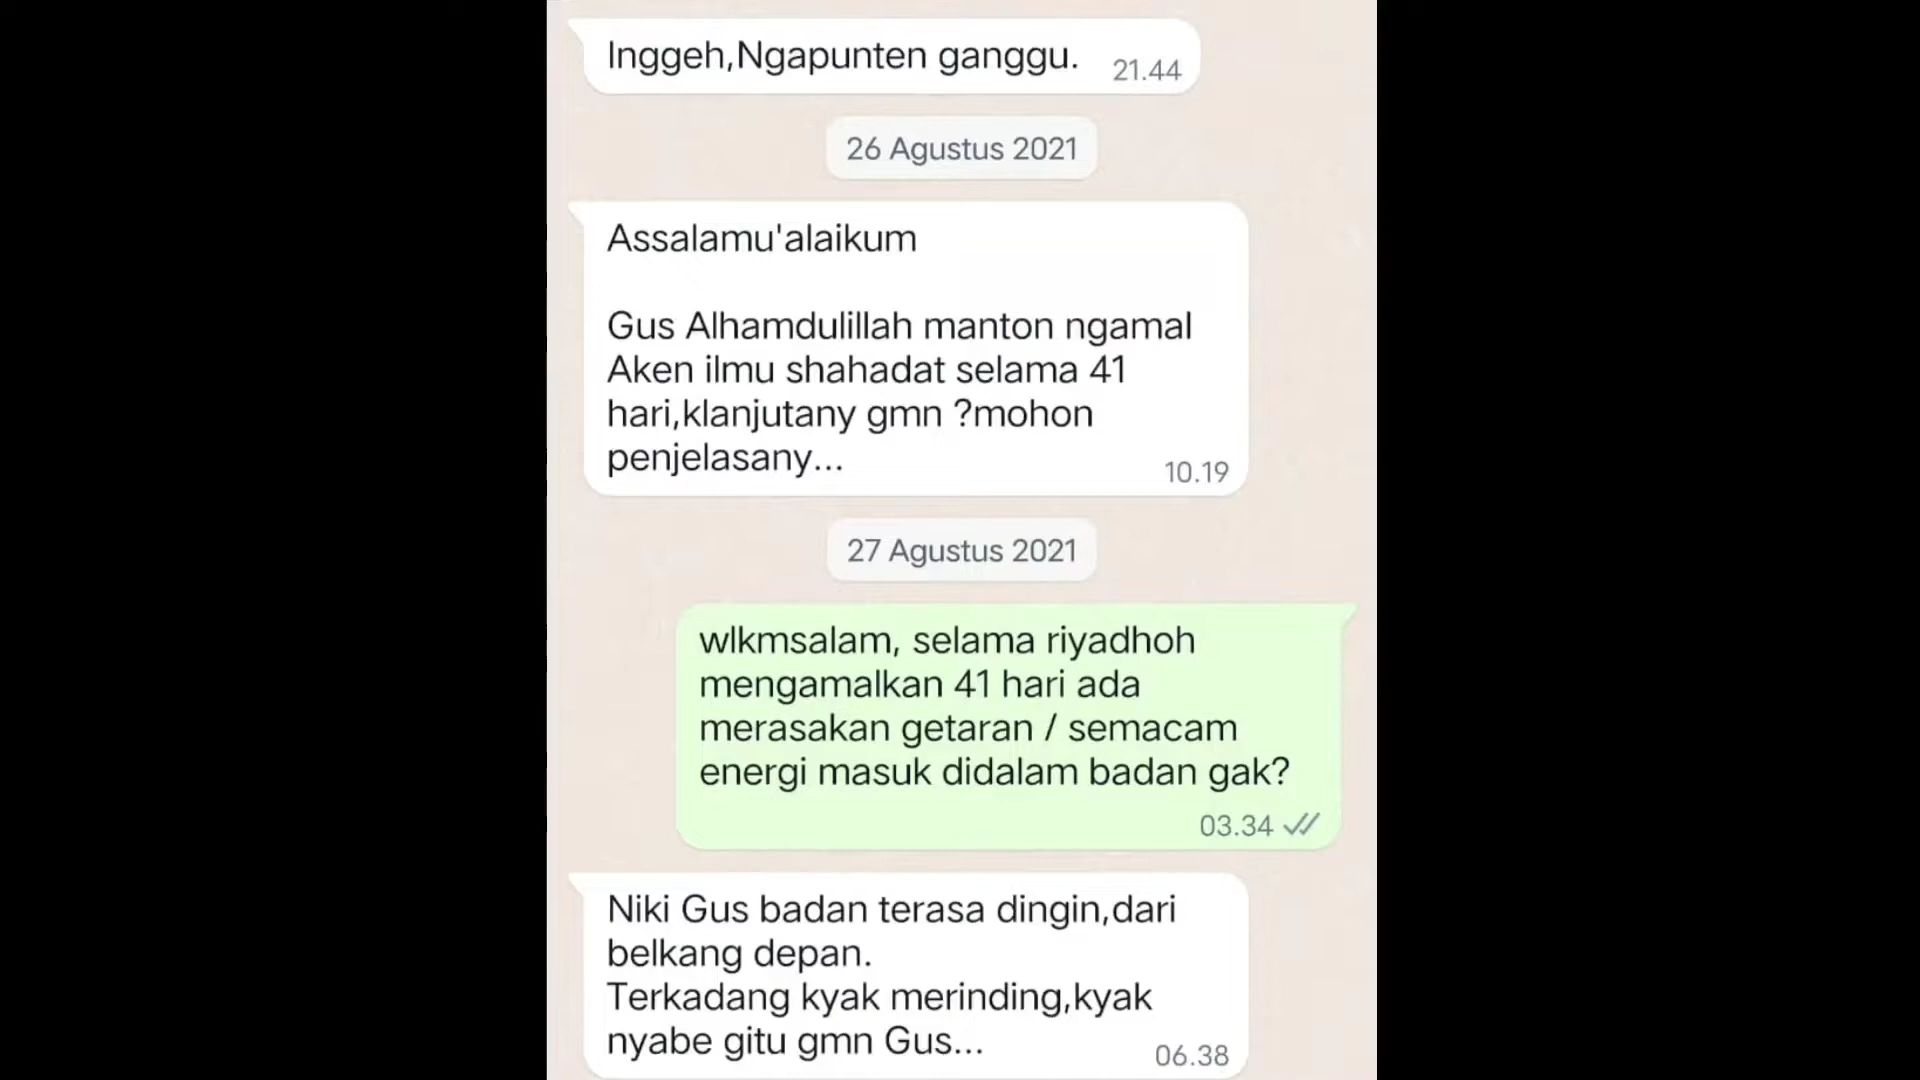 Inggeh,Ngapunten ganggu.
21.44
26 Agustus 2021
Assalamu'alaikum
Gus Alhamdulillah manton ngamal
Aken ilmu shahadat selama 41
hari,klanjutany gmn ?mohon
penjelasany...
10.19
27 Agustus 2021
wlkmsalam, selama riyadhoh
mengamalkan 41 hari ada
merasakan getaran / semacam
energi masuk didalam badan gak?
03.34
Niki Gus badan terasa dingin,dari
belkang depan.
Terkadang kyak merinding,kyak
nyabe gitu gmn Gus...
06.38